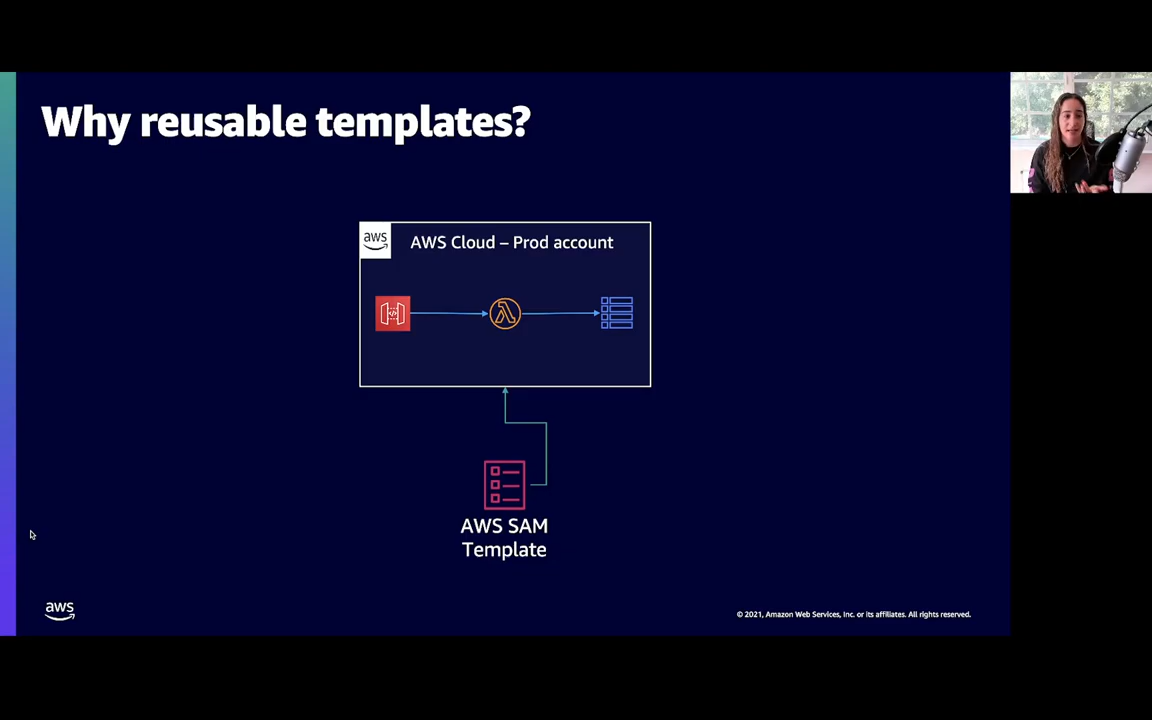 Why reusable templates?
aws
AWS Cloud – Prod account
AWS SAM
Template
aws
© 2021, Amazon Web Services, Inc. or its affiliates. All rights reserved.